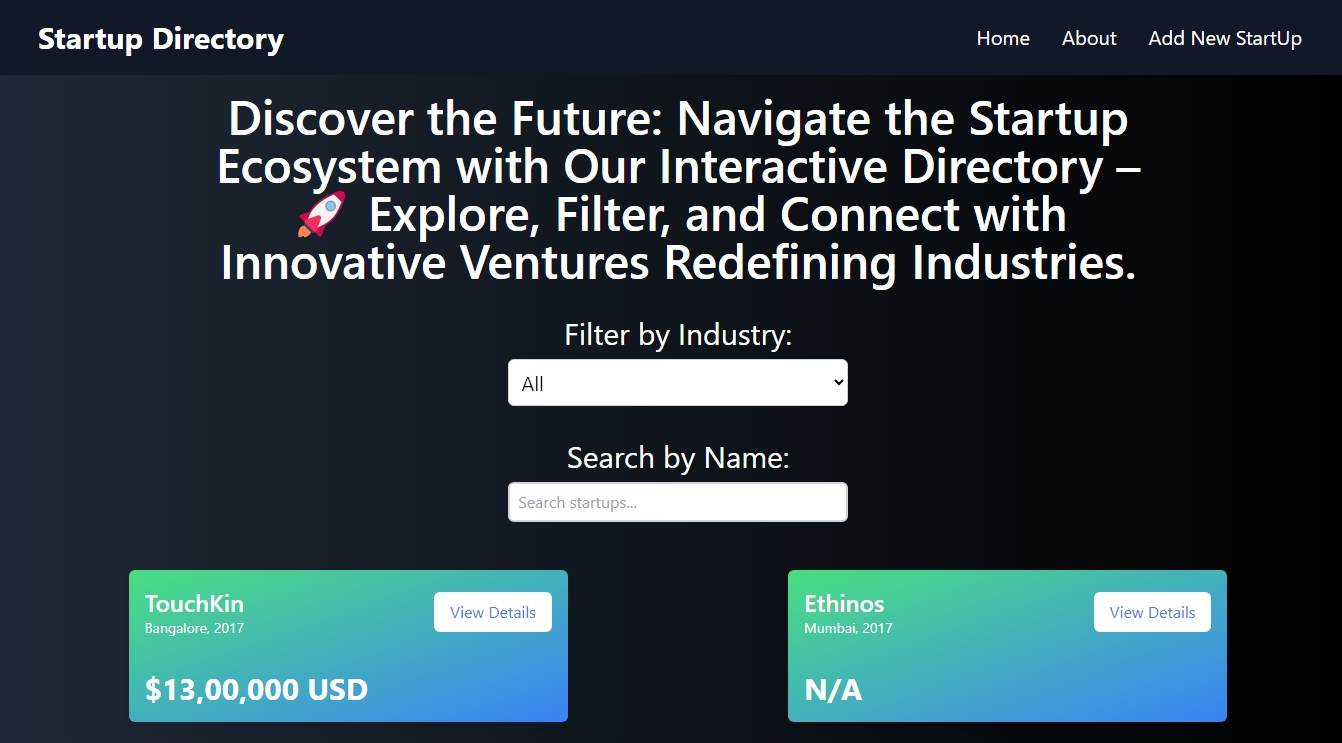 Startup Directory
Home About Add New StartUp
Discover the Future: Navigate the Startup
Ecosystem with Our Interactive Directory –
🚀 Explore, Filter, and Connect with
Innovative Ventures Redefining Industries.
Filter by Industry:
All
Search by Name:
Search startups...
TouchKin
Bangalore, 2017
View Details
$13,00,000 USD
Ethinos
Mumbai, 2017
View Details
N/A